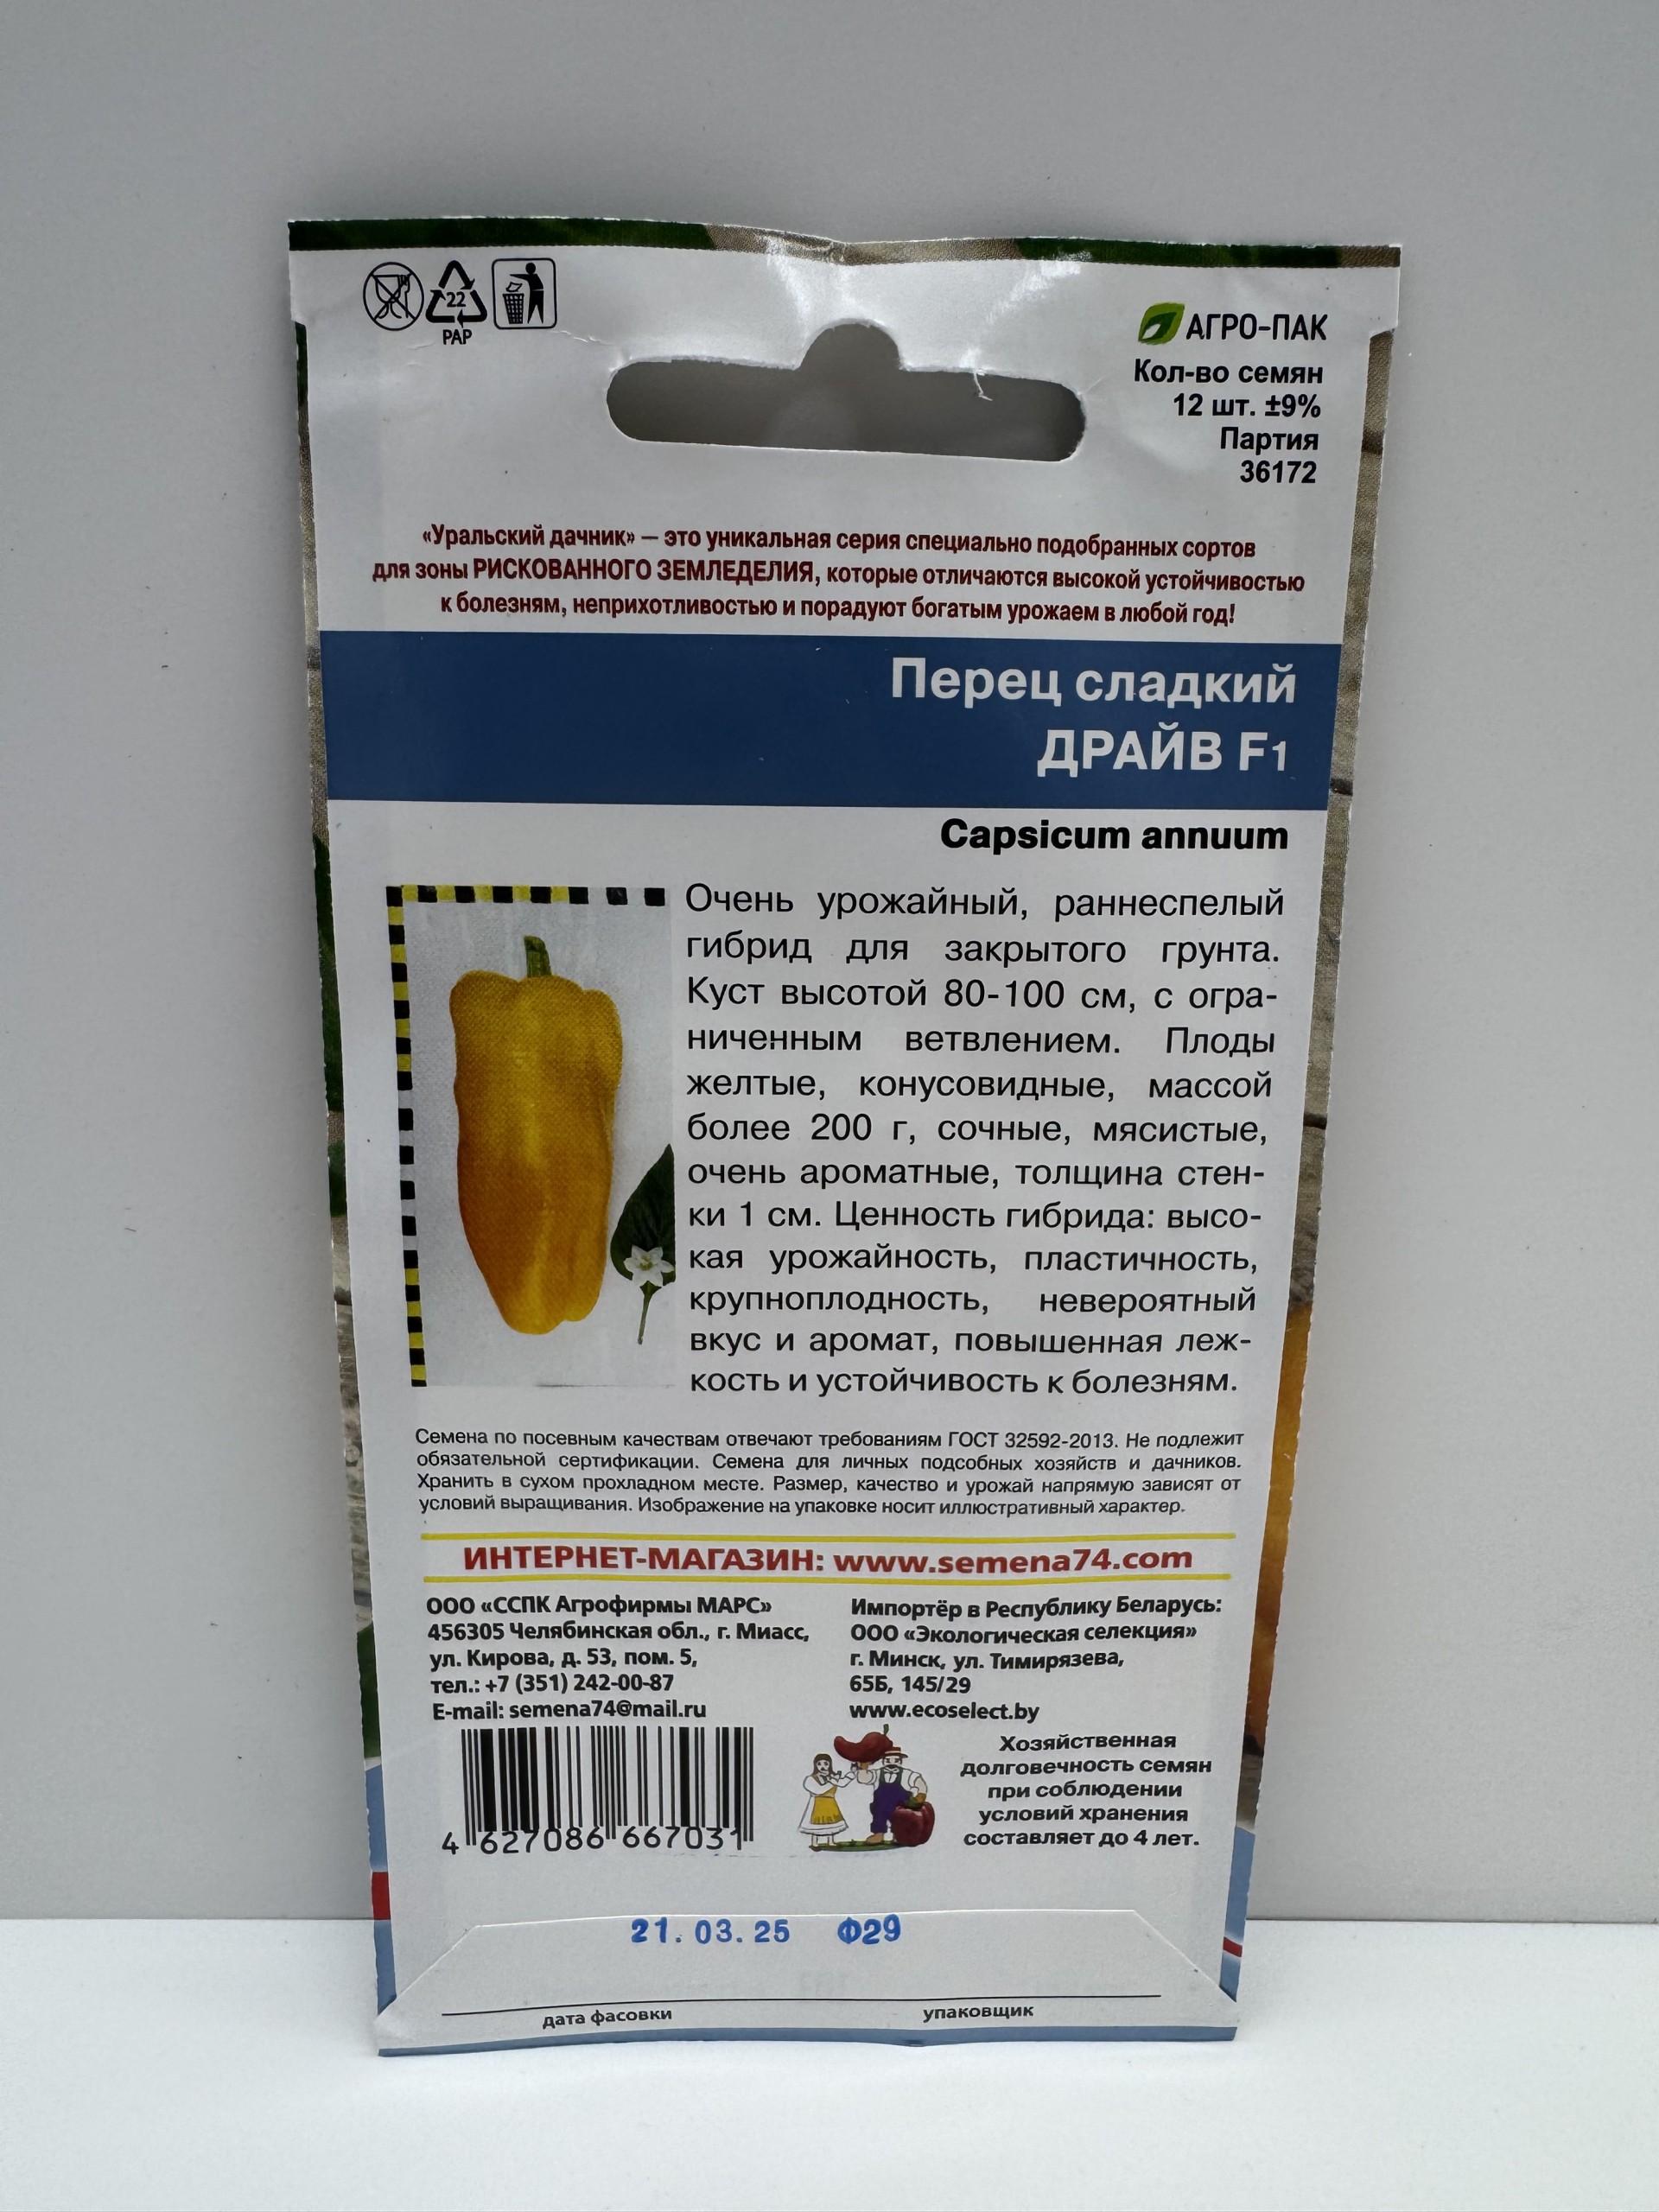 22
PAP
АГРО-ПАК
Кол-во семян
12 шт. ±9%
Партия
36172
«Уральский дачник» — это уникальная серия специально подобранных сортов
для зоны РИСКОВАННОГО ЗЕМЛЕДЕЛИЯ, которые отличаются высокой устойчивостью
к болезням, неприхотливостью и порадуют богатым урожаем в любой год!
Перец сладкий
ДРАЙВ F1
Capsicum annuum
Очень урожайный, раннеспелый
гибрид для закрытого грунта.
Куст высотой 80-100 см, с огра-
ниченным ветвлением. Плоды
желтые, конусовидные, массой
более 200 г, сочные, мясистые,
очень ароматные, толщина стен-
ки 1 см. Ценность гибрида: высо-
кая урожайность, пластичность,
крупноплодность, невероятный
вкус и аромат, повышенная леж-
кость и устойчивость к болезням.
Семена по посевным качествам отвечают требованиям ГОСТ 32592-2013. Не подлежит
обязательной сертификации. Семена для личных подсобных хозяйств и дачников.
Хранить в сухом прохладном месте. Размер, качество и урожай напрямую зависят от
условий выращивания. Изображение на упаковке носит иллюстративный характер.
ИНТЕРНЕТ-МАГАЗИН: www.semena74.com
ООО «ССПК Агрофирмы МАРС»
456305 Челябинская обл., г. Миасс,
ул. Кирова, д. 53, пом. 5,
тел.: +7 (351) 242-00-87
E-mail: semena74@mail.ru
Импортёр в Республику Беларусь:
ООО «Экологическая селекция»
г. Минск, ул. Тимирязева,
65Б, 145/29
www.ecoselect.by
4 627086 667031
Хозяйственная
долговечность семян
при соблюдении
условий хранения
составляет до 4 лет.
21. 03. 25 Ф29
дата фасовки упаковщик